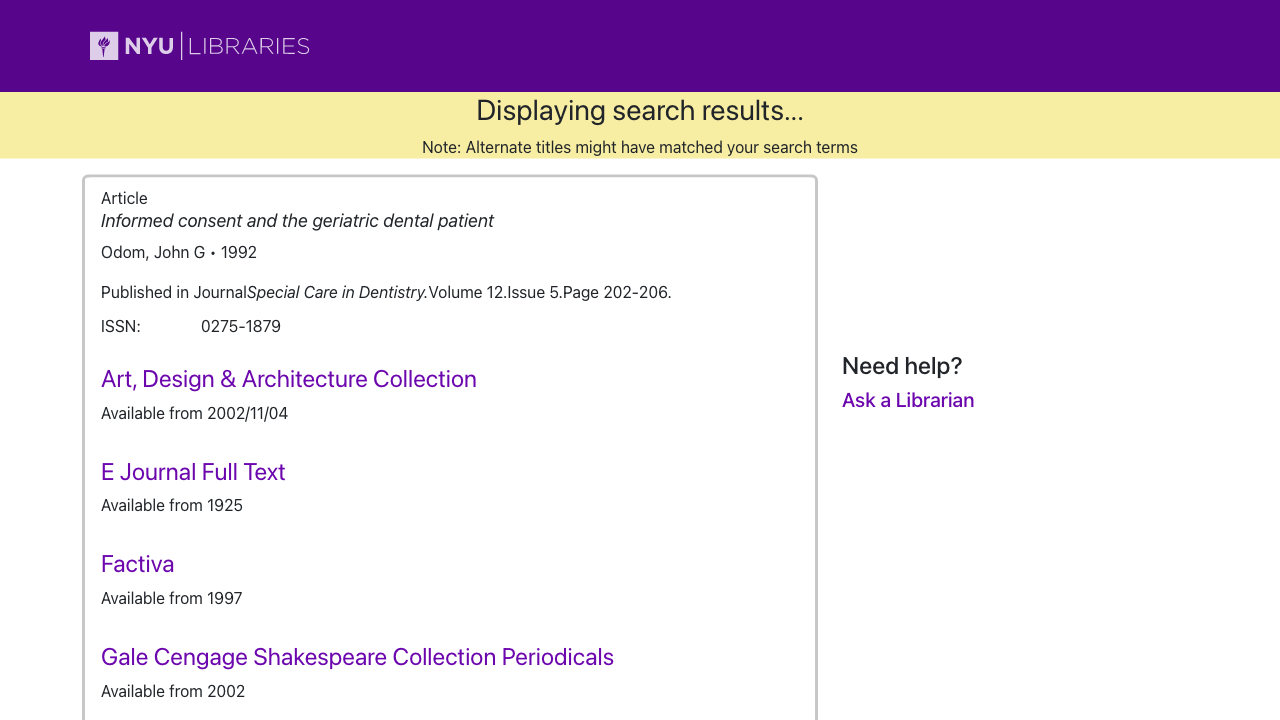 NYU LIBRARIES
Displaying search results...
Note: Alternate titles might have matched your search terms
Article
Informed consent and the geriatric dental patient
Odom, John G • 1992
Published in JournalSpecial Care in Dentistry.Volume 12.Issue 5.Page 202-206.
ISSN: 0275-1879
Art, Design & Architecture Collection
Available from 2002/11/04
E Journal Full Text
Available from 1925
Factiva
Available from 1997
Gale Cengage Shakespeare Collection Periodicals
Available from 2002
Need help?
Ask a Librarian